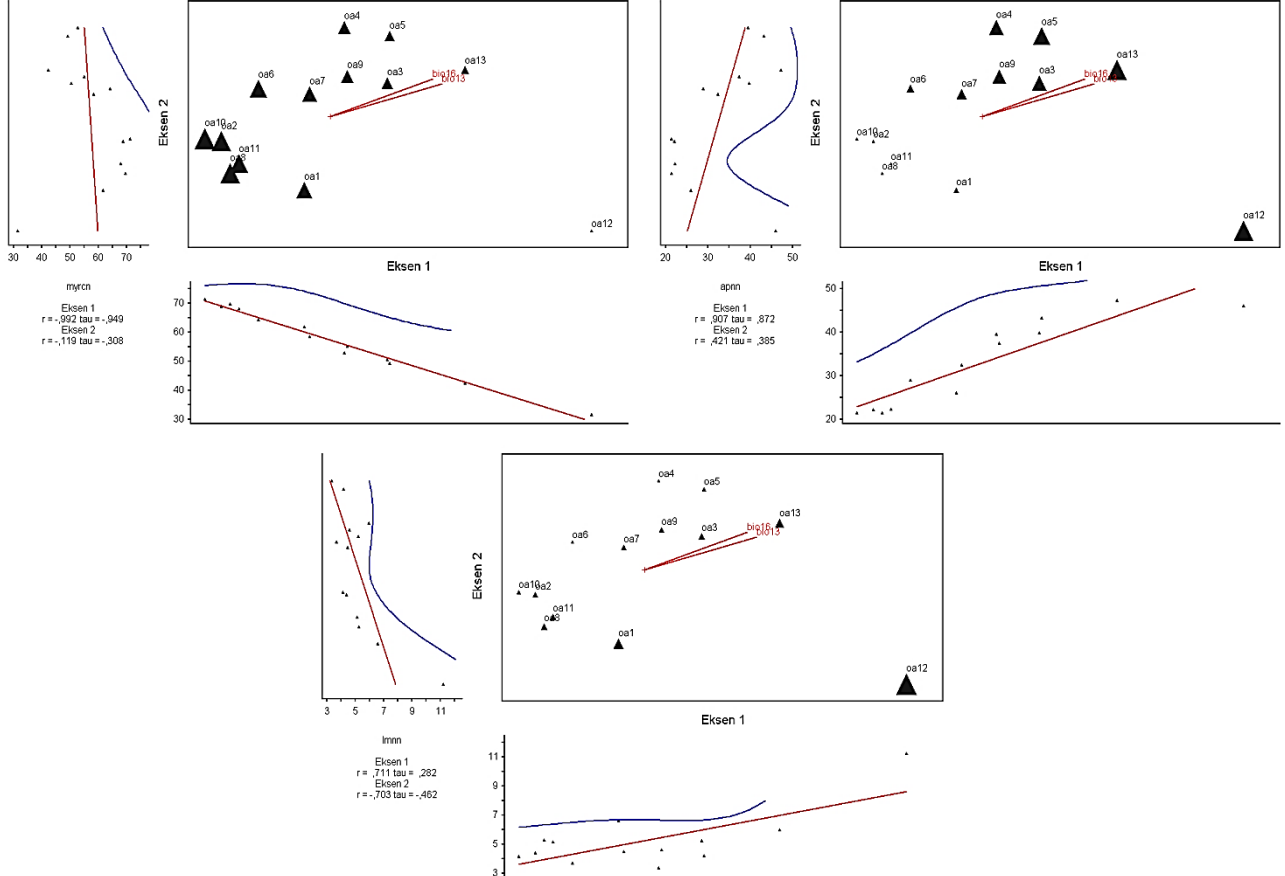 oa4
oa5
oa13
oa9
oa3
oa6
oa7
bio16
bio13
oa10
oa2
oa11
oa8
oa1
oa12
Eksen 2
30 40 50 60 70
Eksen 1
myrcn
Eksen 1
r = -,992 tau = -,949
Eksen 2
r = -,119 tau = -,308
70
60
50
40
30
oa4
oa5
oa13
oa9
oa3
oa6
oa7
bio16
oa10
oa2
oa11
oa8
oa1
oa12
Eksen 2
20 30 40 50
Eksen 1
apnn
Eksen 1
r = ,907 tau = ,872
Eksen 2
r = ,421 tau = ,385
50
40
30
20
oa4
oa5
oa13
oa9
oa3
oa6
oa7
bio16
bio13
oa10
oa2
oa11
oa8
oa1
oa12
Eksen 2
3 5 7 9 11
Eksen 1
lmnn
Eksen 1
r = ,711 tau = ,282
Eksen 2
r = -,703 tau = -,462
11
9
7
5
3